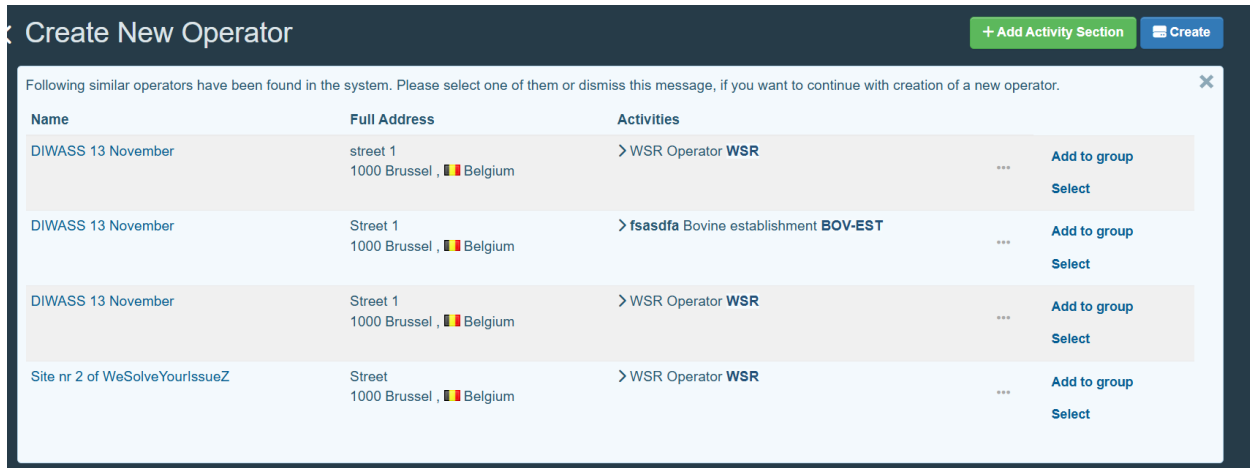 Create New Operator
+ Add Activity Section
Create
Following similar operators have been found in the system. Please select one of them or dismiss this message, if you want to continue with creation of a new operator.
Name Full Address Activities
DIWASS 13 November street 1 WSR Operator WSR
1000 Brussel , Belgium
Add to group
Select
DIWASS 13 November Street 1 fsasdfa Bovine establishment BOV-EST
1000 Brussel , Belgium
Add to group
Select
DIWASS 13 November Street 1 WSR Operator WSR
1000 Brussel , Belgium
Add to group
Select
Site nr 2 of WeSolveYourIssueZ Street WSR Operator WSR
1000 Brussel , Belgium
Add to group
Select